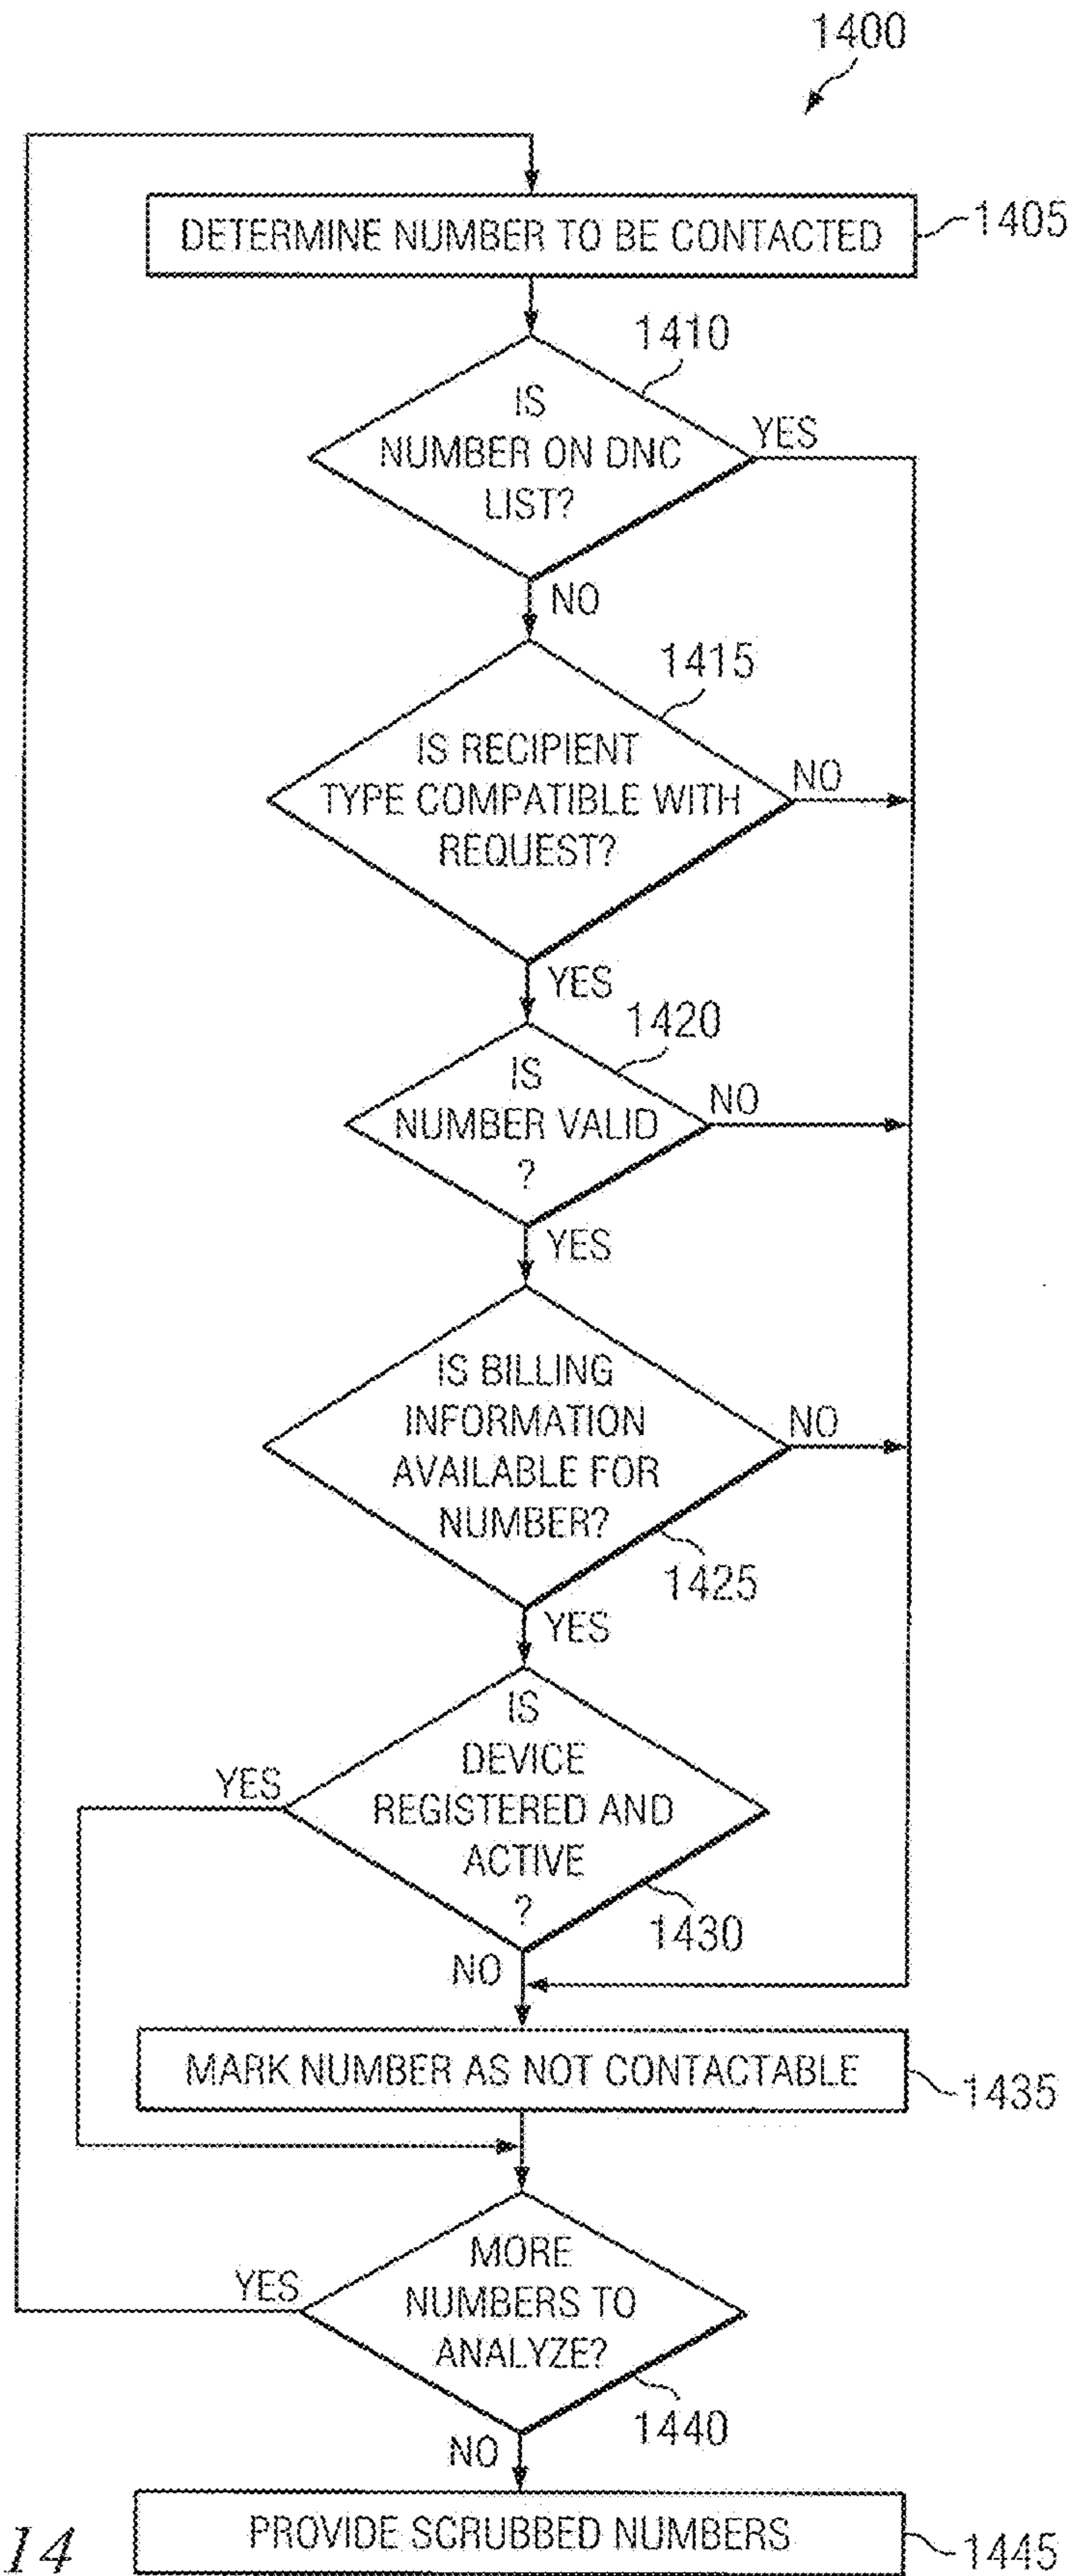 1400
DETERMINE NUMBER TO BE CONTACTED
1405
1410
IS
NUMBER ON DNC
LIST?
YES
NO
1415
IS RECIPIENT
TYPE COMPATIBLE WITH
REQUEST?
NO
YES
1420
IS
NUMBER VALID
?
NO
YES
IS BILLING
INFORMATION
AVAILABLE FOR
NUMBER?
NO
1425
YES
IS
DEVICE
REGISTERED AND
ACTIVE
?
YES
1430
NO
MARK NUMBER AS NOT CONTACTABLE
1435
MORE
NUMBERS TO
ANALYZE?
YES
1440
NO
PROVIDE SCRUBBED NUMBERS
1445
14